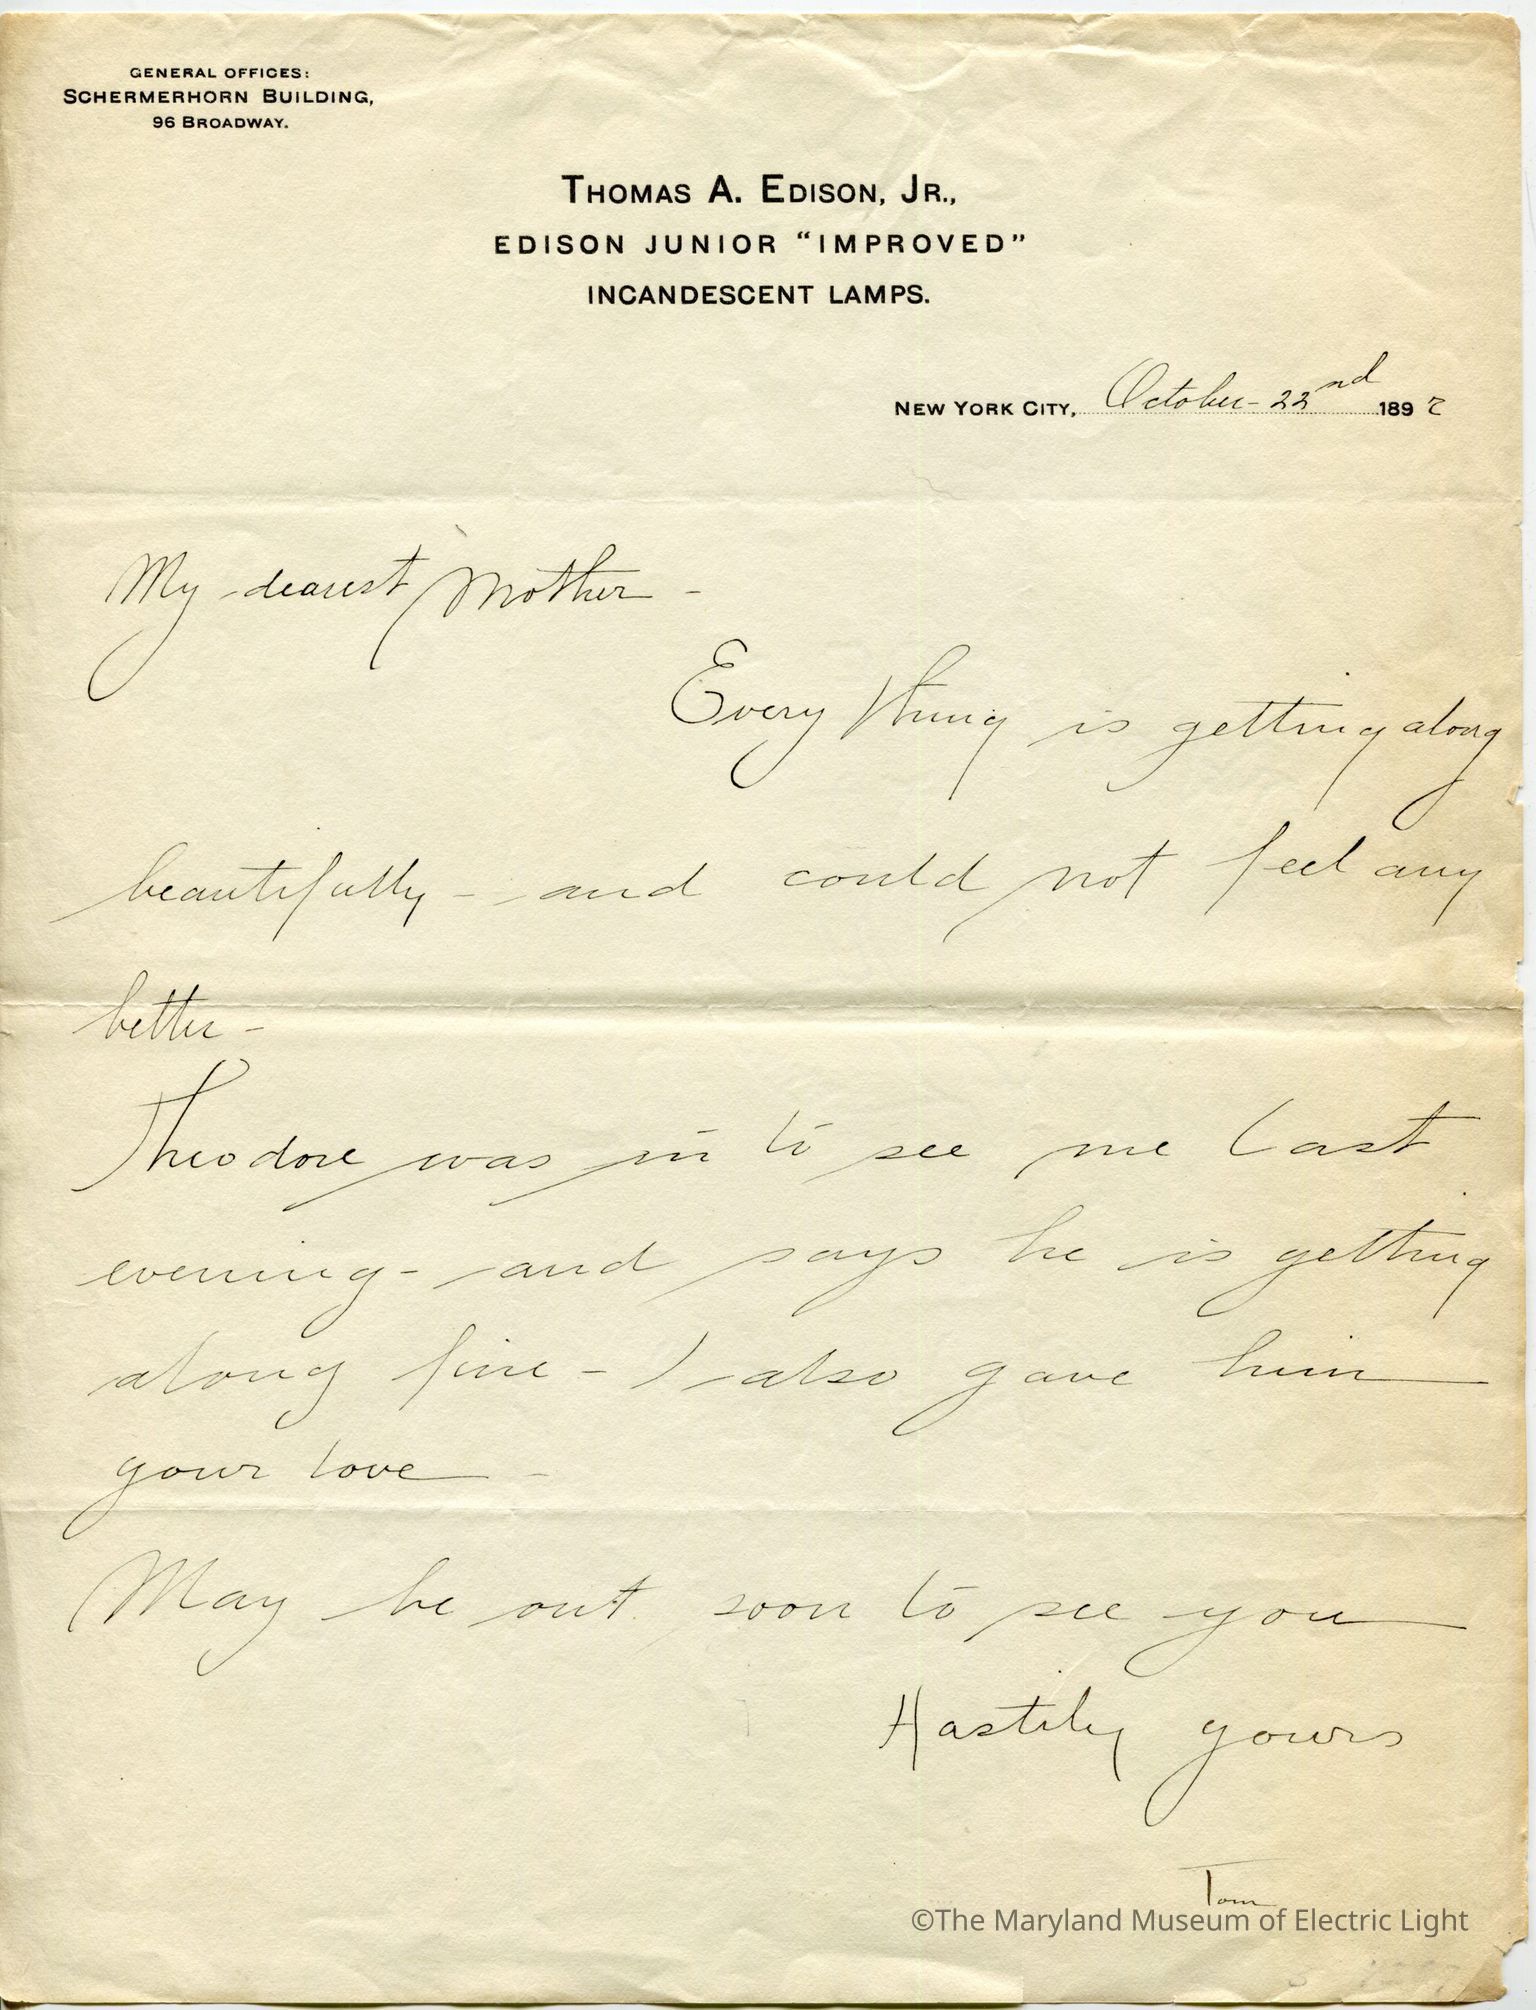 GENERAL OFFICES:
SCHERMERHORN BUILDING,
96 BROADWAY.
THOMAS A. EDISON, JR.,
EDISON JUNIOR “IMPROVED”
INCANDESCENT LAMPS.
NEW YORK CITY, October - 22nd 1897
My dearest Mother -
Every thing is getting along
beautifully - and could not feel any
better -
Theodore was in to see me last
evening - and says he is getting
along fine - I also gave him
your love -
May be out soon to see you
Hastily yours
Tom
©The Maryland Museum of Electric Light